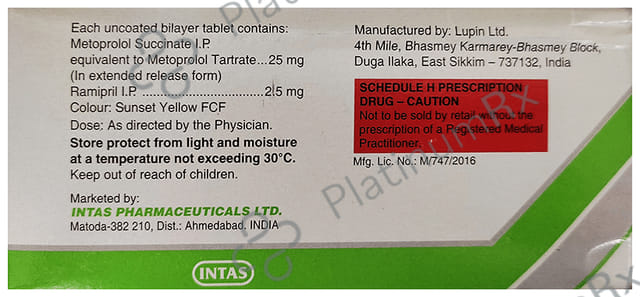 Each uncoated bilayer tablet contains:
Metoprolol Succinate I.P.
equivalent to Metoprolol Tartrate...25 mg
(In extended release form)
Ramipril I.P. ...................................2.5 mg
Colour: Sunset Yellow FCF
Dose: As directed by the Physician.
Store protect from light and moisture
at a temperature not exceeding 30°C.
Keep out of reach of children.
Marketed by:
INTAS PHARMACEUTICALS LTD.
Matoda-382 210, Dist.: Ahmedabad. INDIA
INTAS
Manufactured by: Lupin Ltd.
4th Mile, Bhasmey Karmarey-Bhasmey Block,
Duga Ilaka, East Sikkim – 737132, India
SCHEDULE H PRESCRIPTION
DRUG – CAUTION
Not to be sold by retail without the
prescription of a Registered Medical
Practitioner.
Mfg. Lic. No.: M/747/2016
PlatinumRx
PlatinumRx